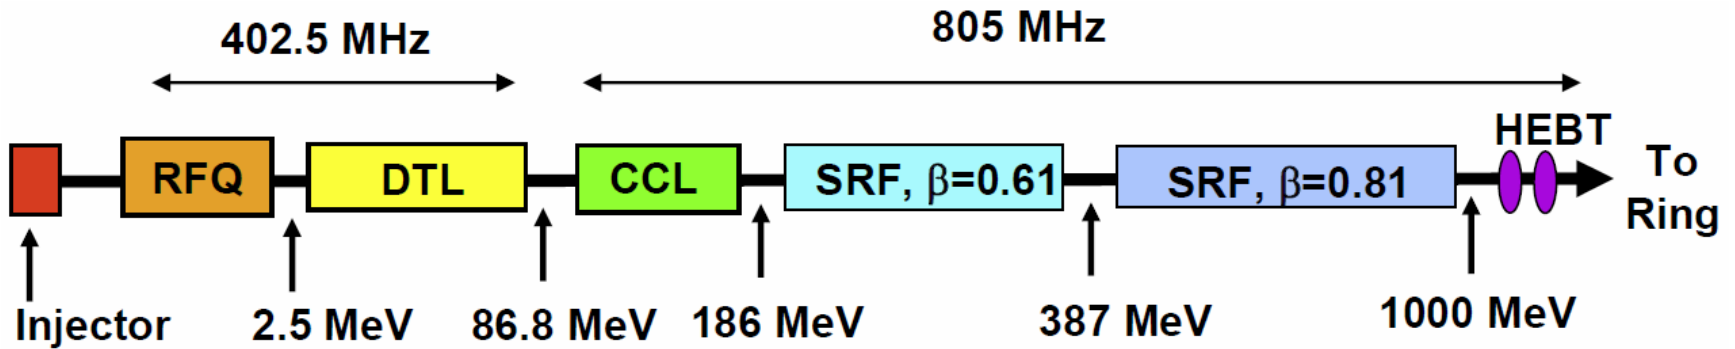 402.5 MHz
805 MHz
HEBT
RFQ
DTL
CCL
SRF, β=0.61
SRF, β=0.81
To
Ring
Injector
2.5 MeV
86.8 MeV
186 MeV
387 MeV
1000 MeV